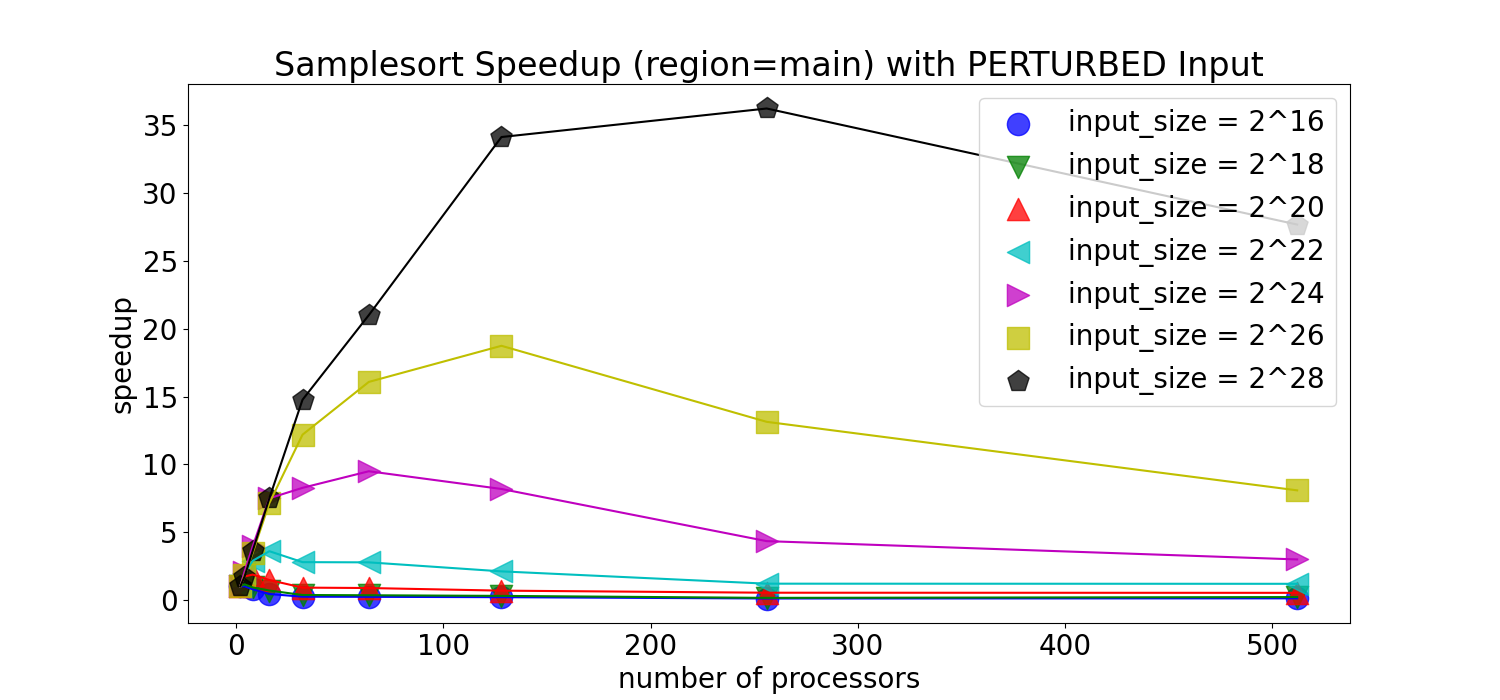 Samplesort Speedup (region=main) with PERTURBED Input
35
30
25
20
15
10
5
0
speedup
input_size = 2^16
input_size = 2^18
input_size = 2^20
input_size = 2^22
input_size = 2^24
input_size = 2^26
input_size = 2^28
0 100 200 300 400 500
number of processors